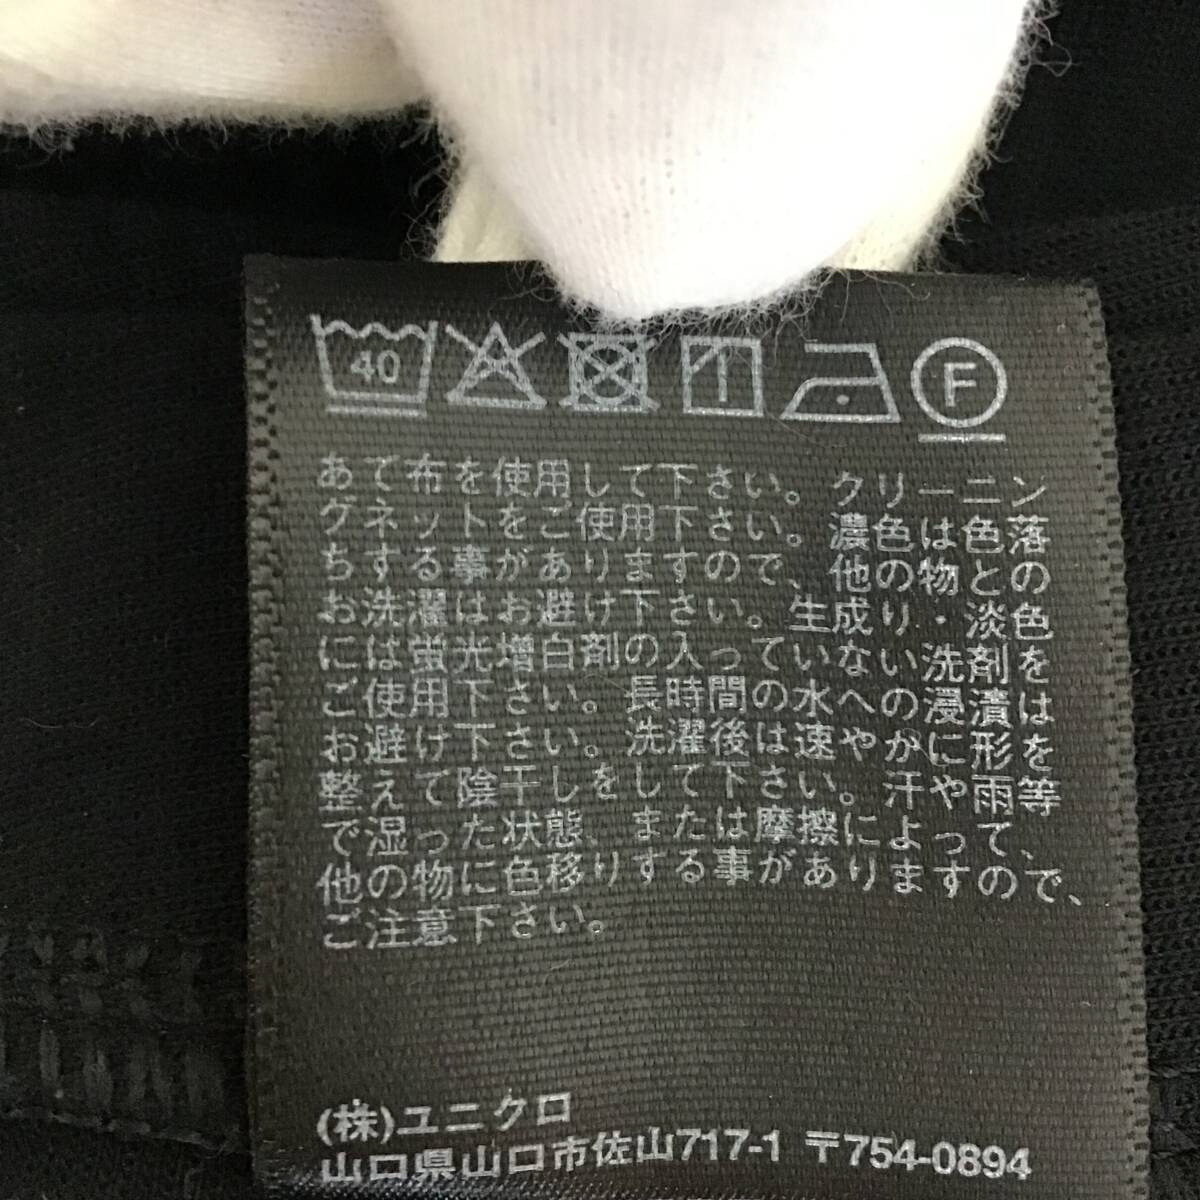 40
F
あて布を使用して下さい。クリーニン
グネットをご使用下さい。濃色は色落
ちする事がありますので、他の物との
お洗濯はお避け下さい。生成り・淡色
には蛍光増白剤の入っていない洗剤を
ご使用下さい。長時間の水への浸漬は
お避け下さい。洗濯後は速やかに形を
整えて陰干しをして下さい。汗や雨等
で湿った状態、または摩擦によって、
他の物に色移りする事がありますので、
ご注意下さい。
(株)ユニクロ
山口県山口市佐山717-1 〒754-0894